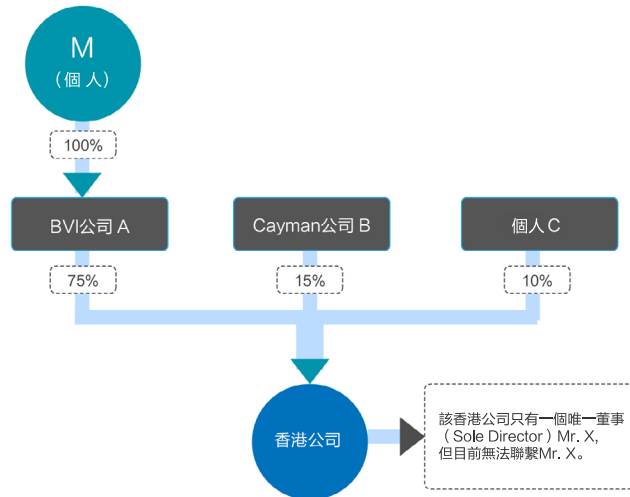 M
(個人)
100%
BVI公司 A
Cayman公司 B
個人 C
75%
15%
10%
香港公司
該香港公司只有一個唯一董事
(Sole Director) Mr. X,
但目前無法聯繫Mr. X。